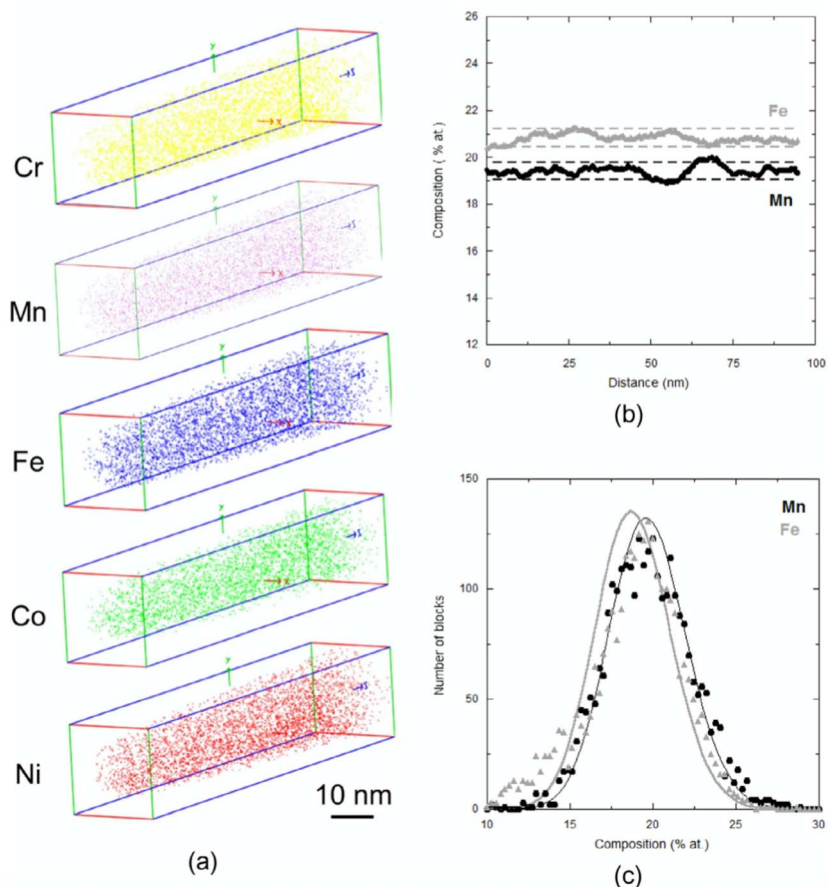 Cr
Mn
Fe
Co
Ni
y
x
y
x
y
x
y
x
y
10 nm
(a)
26
24
22
20
18
16
14
12
Composition ( % at.)
Fe
Mn
0
25
50
75
100
Distance (nm)
(b)
150
100
50
0
Number of blocks
Mn
Fe
10
15
20
25
30
Composition (% at.)
(c)